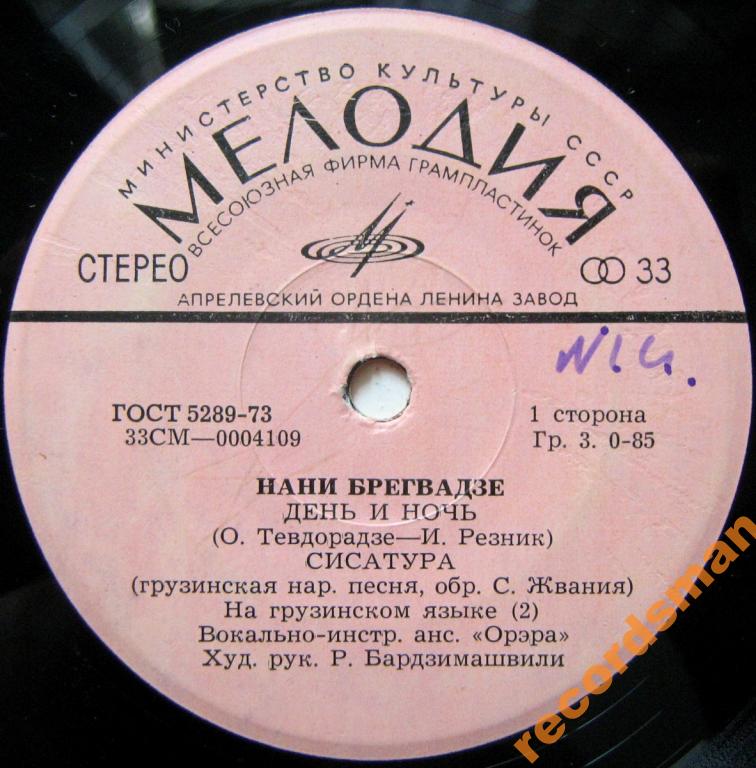 МИНИСТЕРСТВО КУЛЬТУРЫ СССР
МЕЛОДИЯ
ВСЕСОЮЗНАЯ ФИРМА ГРАМПЛАСТИНОК
СТЕРЕО
33
АПРЕЛЕВСКИЙ ОРДЕНА ЛЕНИНА ЗАВОД
ГОСТ 5289-73
1 сторона
33СМ—0004109
Гр. 3. 0-85
НАНИ БРЕГВАДЗЕ
ДЕНЬ И НОЧЬ
(О. Тевдорадзе—И. Резник)
СИСАТУРА
(грузинская нар. песня, обр. С. Жвания)
На грузинском языке (2)
Вокально-инстр. анс. «Орэра»
Худ. рук. Р. Бардзимашвили
recordsman